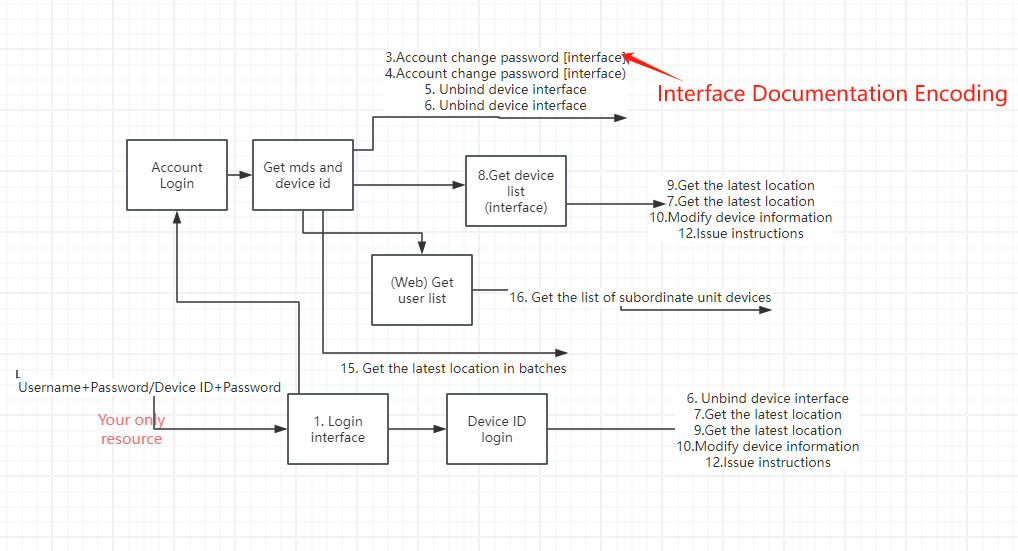 3.Account change password [interface]
4.Account change password [interface)
5. Unbind device interface
6. Unbind device interface
Interface Documentation Encoding
Account
Login
Get mds and
device id
8.Get device
list
(interface)
9.Get the latest location
7.Get the latest location
10.Modify device information
12.Issue instructions
(Web) Get
user list
16. Get the list of subordinate unit devices
15. Get the latest location in batches
Username+Password/Device ID+Password
Your only
resource
1. Login
interface
Device ID
login
6. Unbind device interface
7.Get the latest location
9.Get the latest location
10.Modify device information
12.Issue instructions